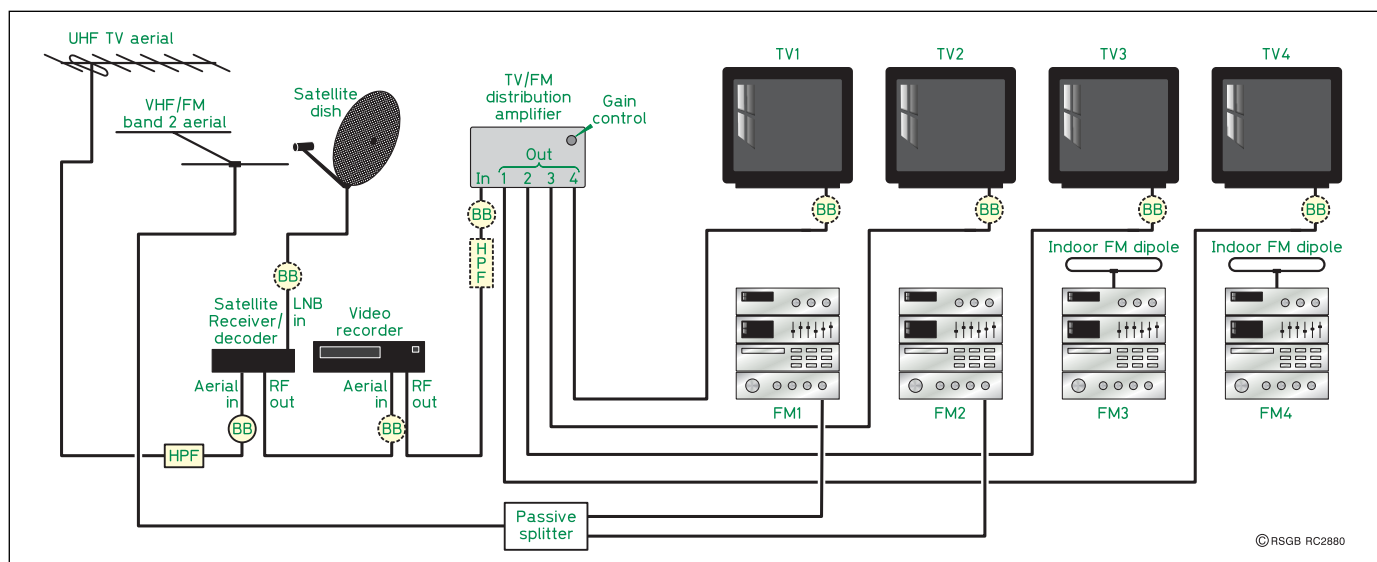 UHF TV aerial
VHF/FM
band 2 aerial
Satellite
dish
TV/FM
distribution
amplifier
Gain
control
Out
In 1 2 3 4
BB
HPF
TV1
TV2
TV3
TV4
BB
BB
BB
BB
Indoor FM dipole
Indoor FM dipole
BB
LNB
in
Satellite
Receiver/
decoder
Video
recorder
Aerial
in
RF
out
Aerial
in
RF
out
BB
BB
HPF
FM1
FM2
FM3
FM4
Passive
splitter
©RSGB RC2880